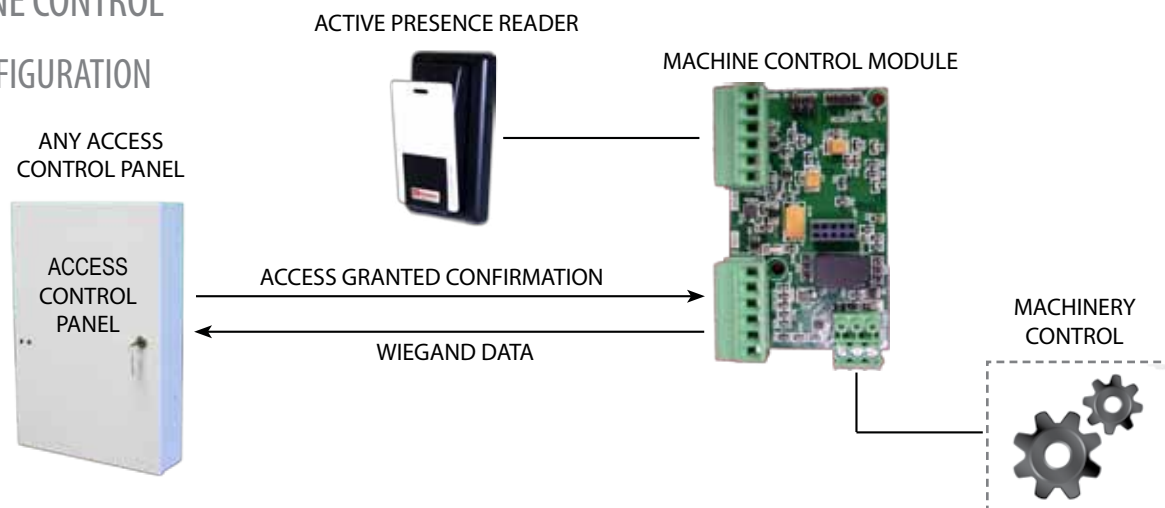 NE CONTROL
FIGURATION
ACTIVE PRESENCE READER
MACHINE CONTROL MODULE
ANY ACCESS
CONTROL PANEL
ACCESS
CONTROL
PANEL
ACCESS GRANTED CONFIRMATION
WIEGAND DATA
MACHINERY
CONTROL